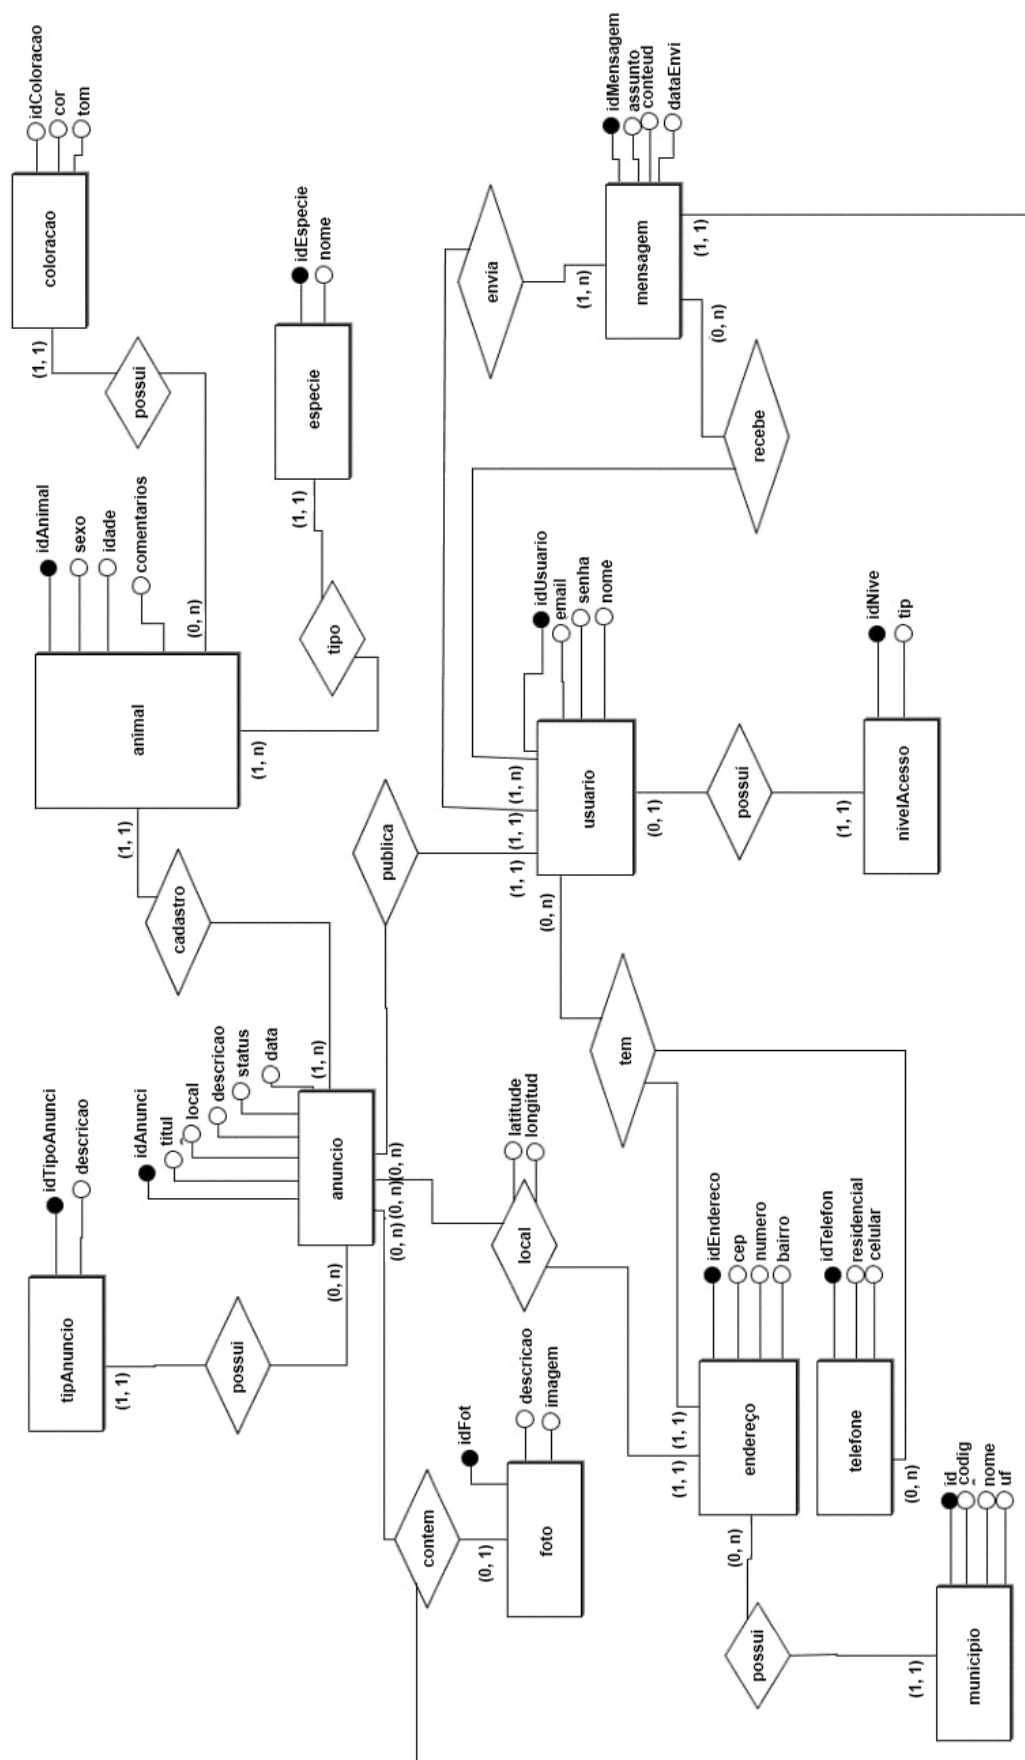 tipAnuncio
idTipoAnunci
descricao
(1, 1)
possui
(0, n)
anuncio
idAnunci
titul
local
descricao
status
data
(1, n)
cadastro
(1, 1)
animal
idAnimal
sexo
idade
comentarios
(0, n)
possui
(1, 1)
coloracao
idColoracao
cor
tom
(1, n)
tipo
(1, 1)
especie
idEspecie
nome
(0, n)
(0, n)
(0, n)
contem
(0, 1)
foto
idFot
descricao
imagem
local
latitude
longitud
publica
(1, 1)
(1, 1)
(1, n)
usuario
idUsuario
email
senha
nome
(0, n)
(0, 1)
envia
(1, n)
mensagem
idMensagem
assunto
conteud
dataEnvi
(1, 1)
(0, n)
recebe
tem
possui
(1, 1)
nivelAcesso
idNive
tip
(1, 1)
(1, 1)
endereço
idEndereco
cep
numero
bairro
(0, n)
telefone
idTelefon
residencial
celular
(0, n)
possui
(1, 1)
municipio
id
codig
nome
uf